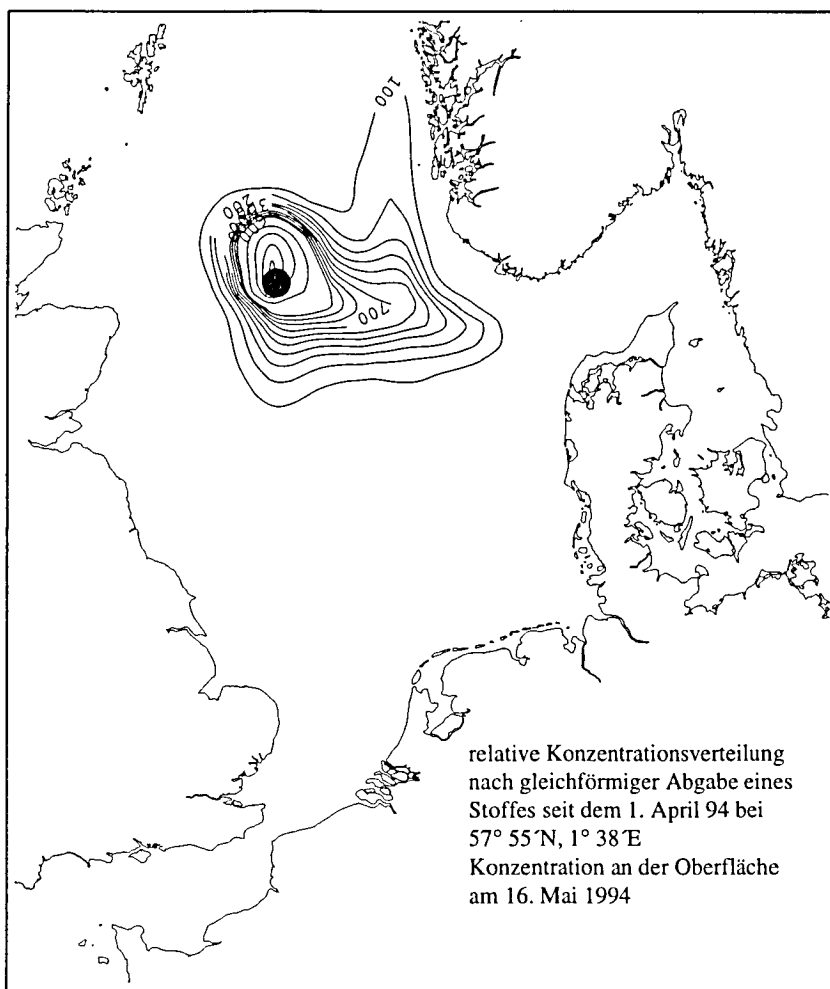 100
200
700
relative Konzentrationsverteilung
nach gleichförmiger Abgabe eines
Stoffes seit dem 1. April 94 bei
57° 55´N, 1° 38´E
Konzentration an der Oberfläche
am 16. Mai 1994